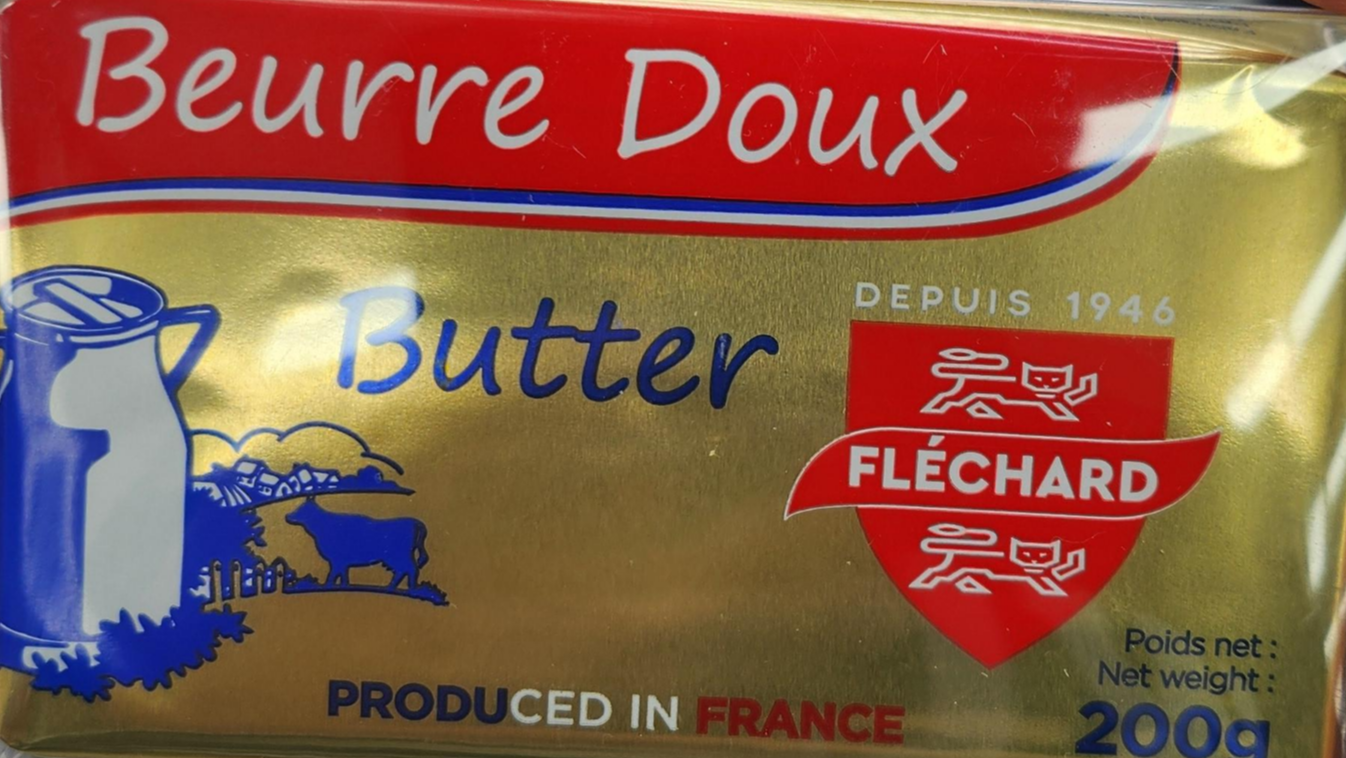 Beurre Doux
Butter
DEPUIS 1946
FLÉCHARD
Poids net :
Net weight :
200g
PRODUCED IN FRANCE